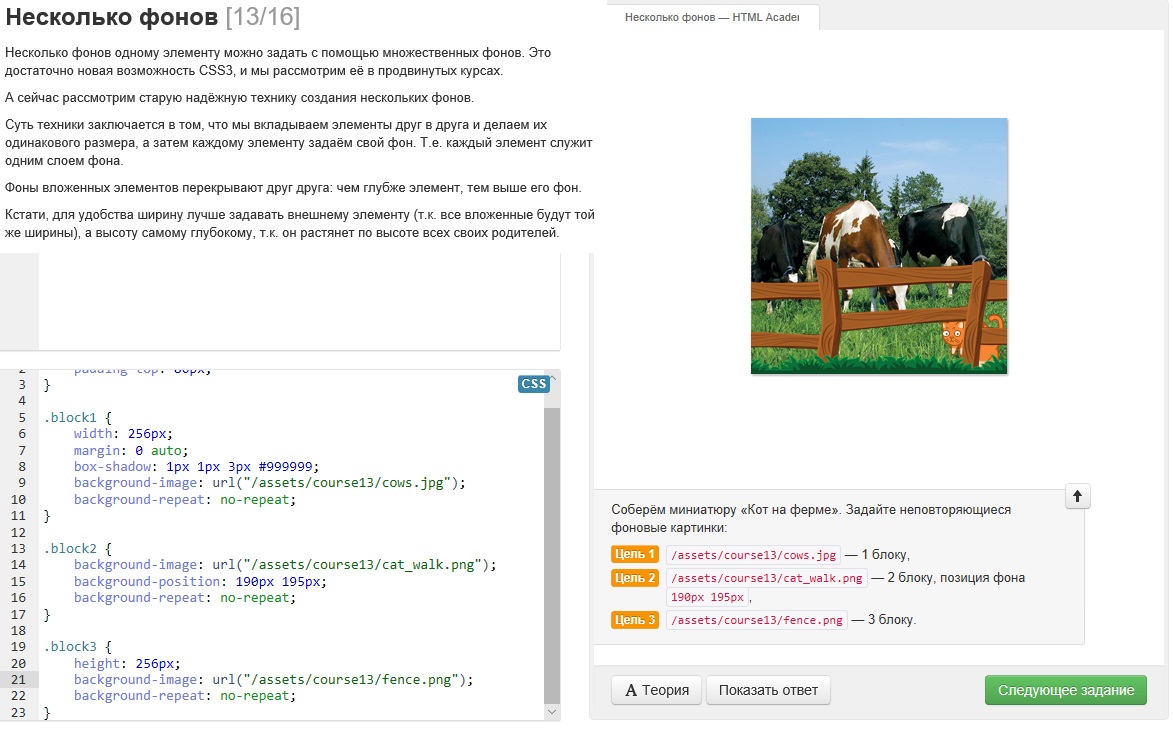 Несколько фонов [13/16]
Несколько фонов одному элементу можно задать с помощью множественных фонов. Это
достаточно новая возможность CSS3, и мы рассмотрим её в продвинутых курсах.
А сейчас рассмотрим старую надёжную технику создания нескольких фонов.
Суть техники заключается в том, что мы вкладываем элементы друг в друга и делаем их
одинакового размера, а затем каждому элементу задаём свой фон. Т.е. каждый элемент служит
одним слоем фона.
Фоны вложенных элементов перекрывают друг друга: чем глубже элемент, тем выше его фон.
Кстати, для удобства ширину лучше задавать внешнему элементу (т.к. все вложенные будут той
же ширины), а высоту самому глубокому, т.к. он растянет по высоте всех своих родителей.
CSS
3 }
4
5 .block1 {
6 width: 256px;
7 margin: 0 auto;
8 box-shadow: 1px 1px 3px #999999;
9 background-image: url("/assets/course13/cows.jpg");
10 background-repeat: no-repeat;
11 }
12
13 .block2 {
14 background-image: url("/assets/course13/cat_walk.png");
15 background-position: 190px 195px;
16 background-repeat: no-repeat;
17 }
18
19 .block3 {
20 height: 256px;
21 background-image: url("/assets/course13/fence.png");
22 background-repeat: no-repeat;
23 }
Несколько фонов — HTML Acader
Соберём миниатюру «Кот на ферме». Задайте неповторяющиеся
фоновые картинки:
Цель 1 /assets/course13/cows.jpg — 1 блоку,
Цель 2 /assets/course13/cat_walk.png — 2 блоку, позиция фона
190px 195px,
Цель 3 /assets/course13/fence.png — 3 блоку.
A Теория Показать ответ Следующее задание